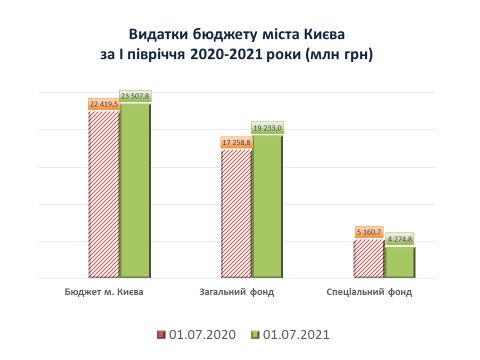 Видатки бюджету міста Києва
за І півріччя 2020-2021 роки (млн грн)
22 419,5
23 507,8
17 258,8
19 233,0
5 160,7
4 274,8
Бюджет м. Києва
Загальний фонд
Спеціальний фонд
01.07.2020
01.07.2021